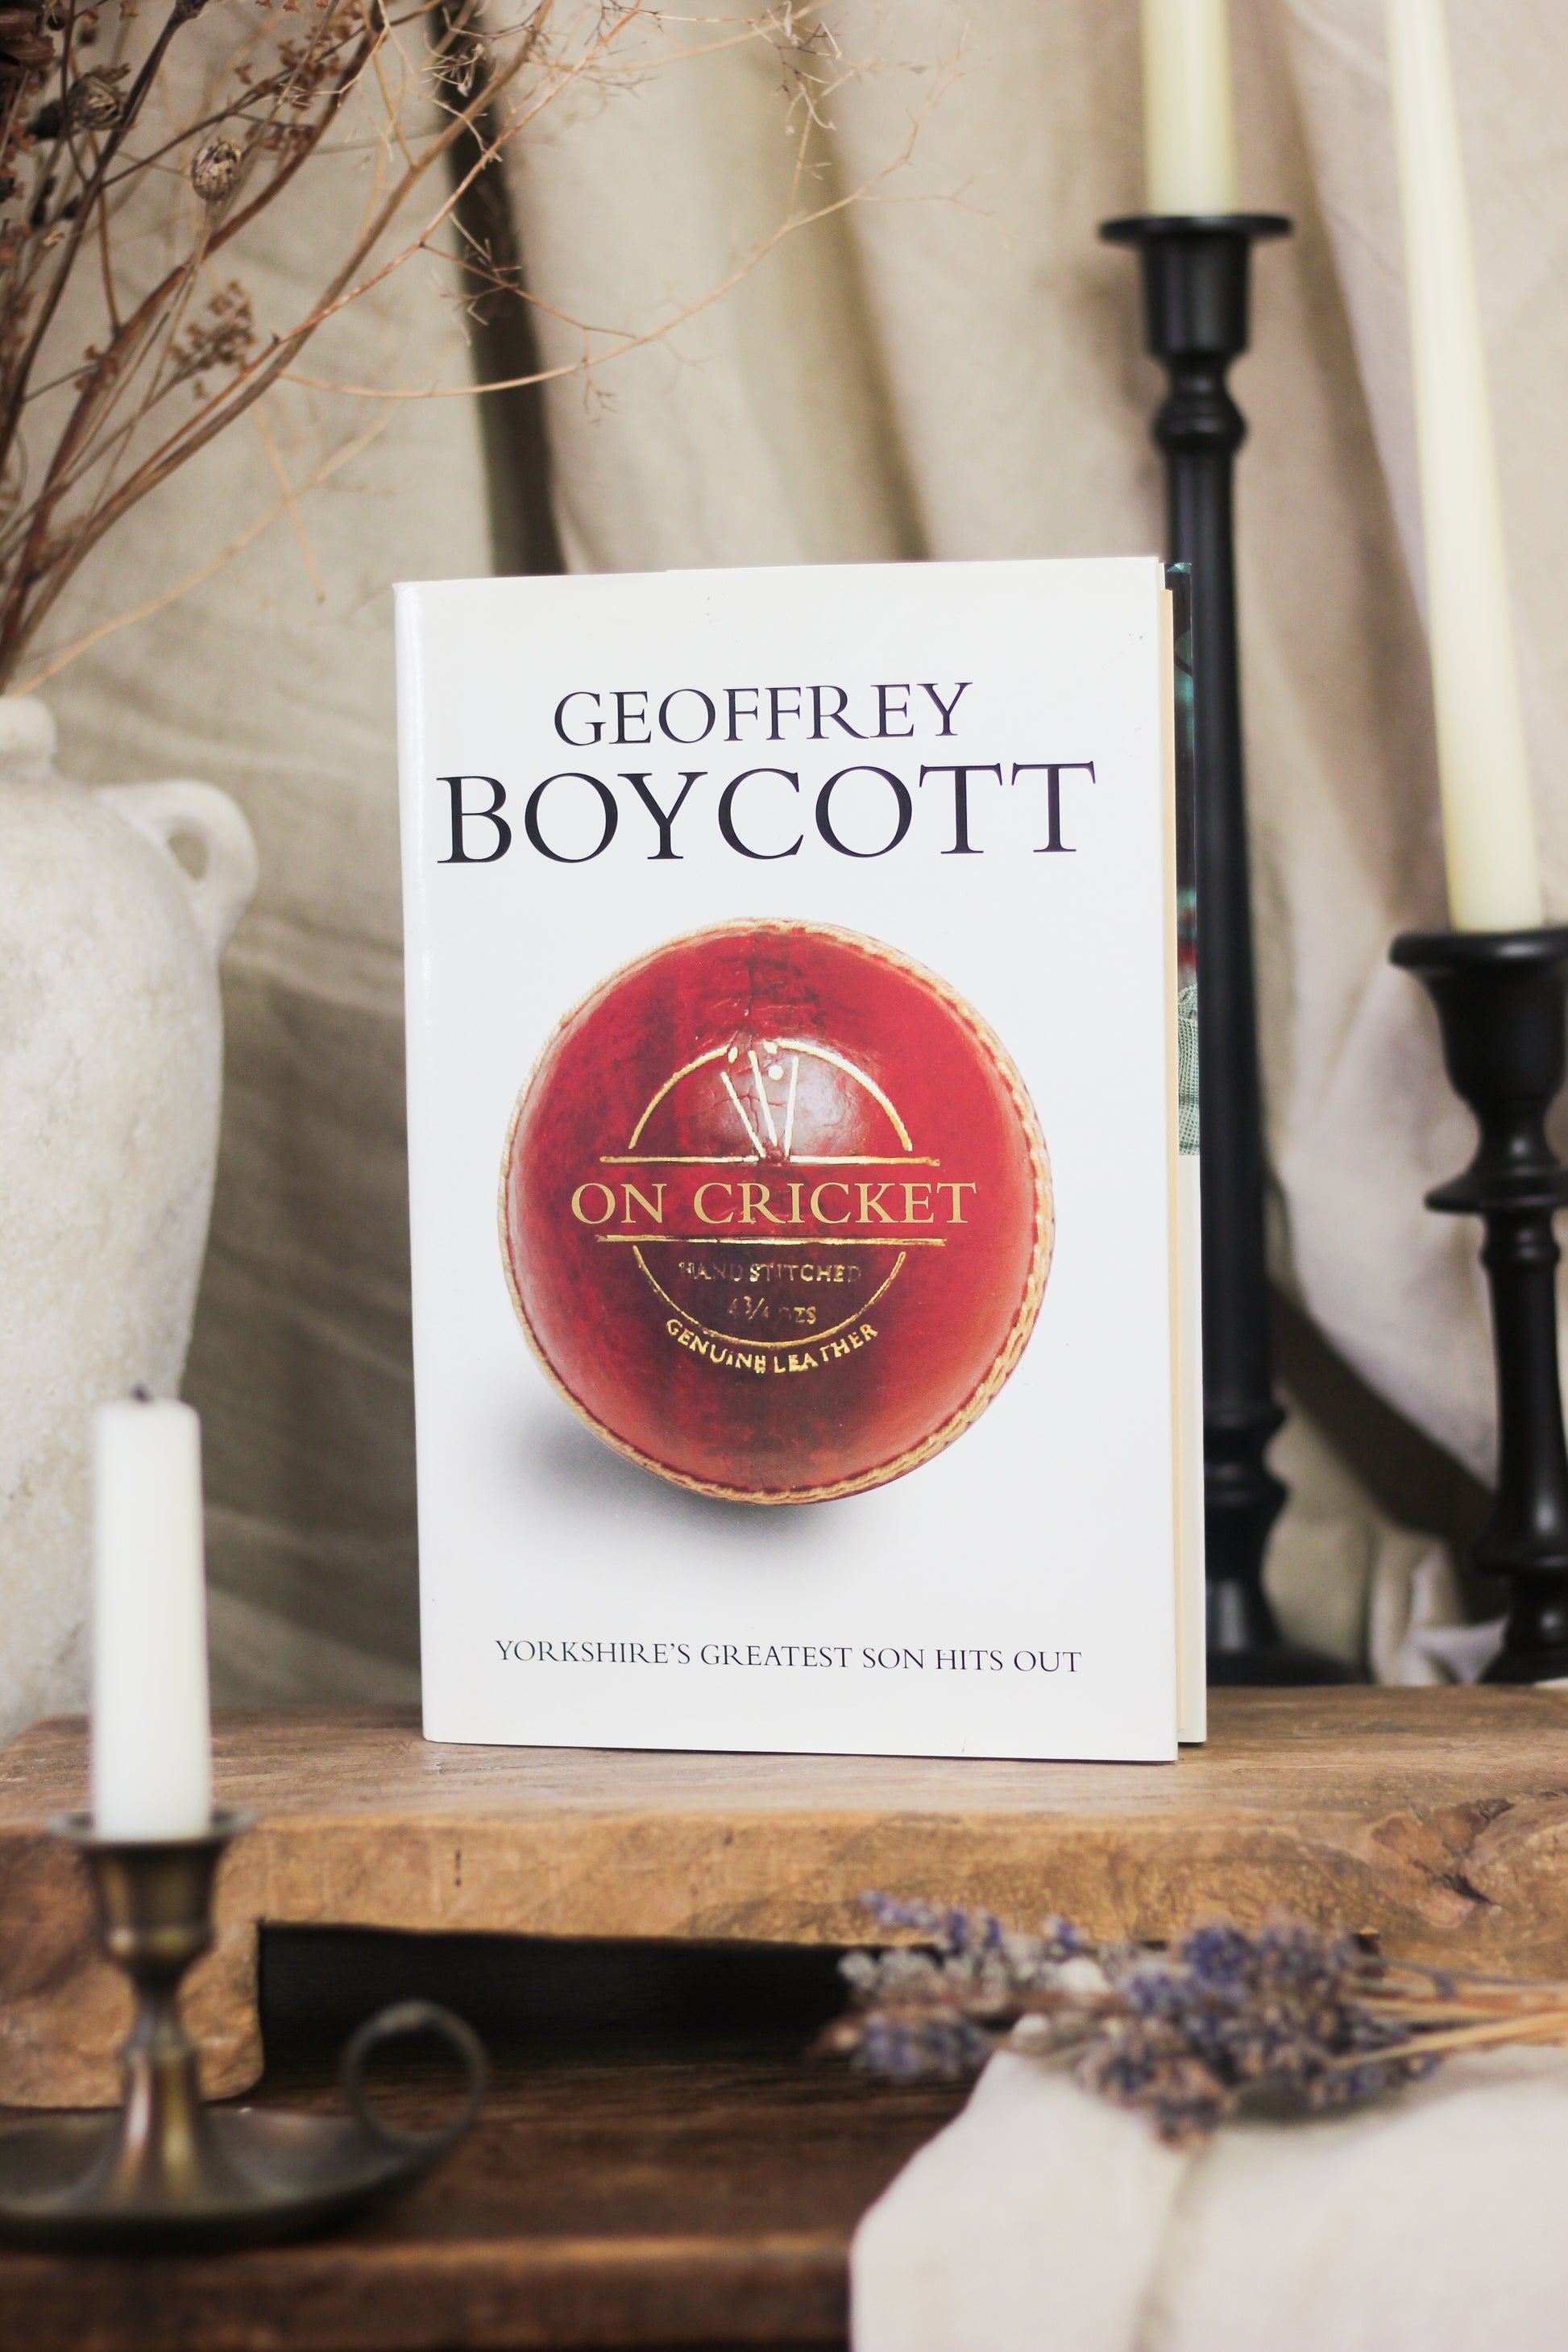 GEOFFREY
BOYCOTT
ON CRICKET
HAND STITCHED
GENUINE LEATHER
YORKSHIRE'S GREATEST SON HITS OUT